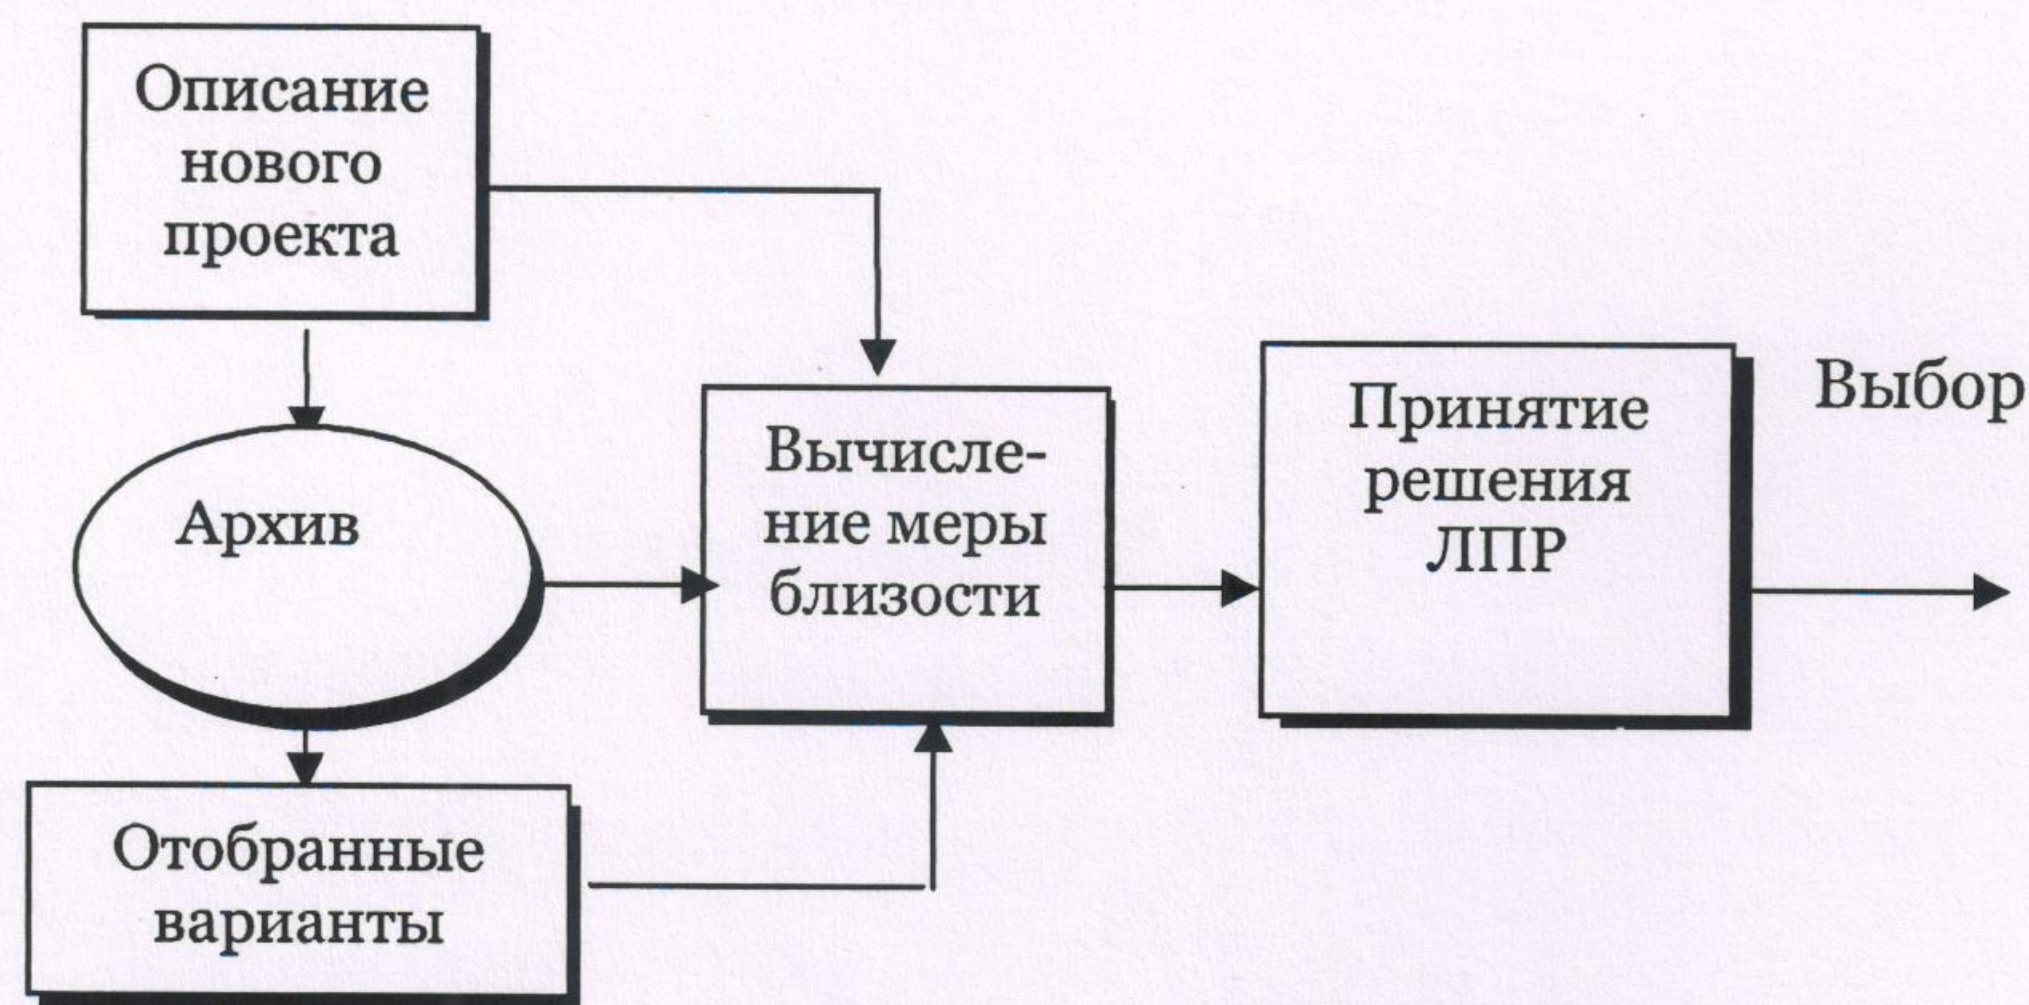 Описание
нового
проекта
Архив
Отобранные
варианты
Вычисле-
ние меры
близости
Принятие
решения
ЛПР
Выбор